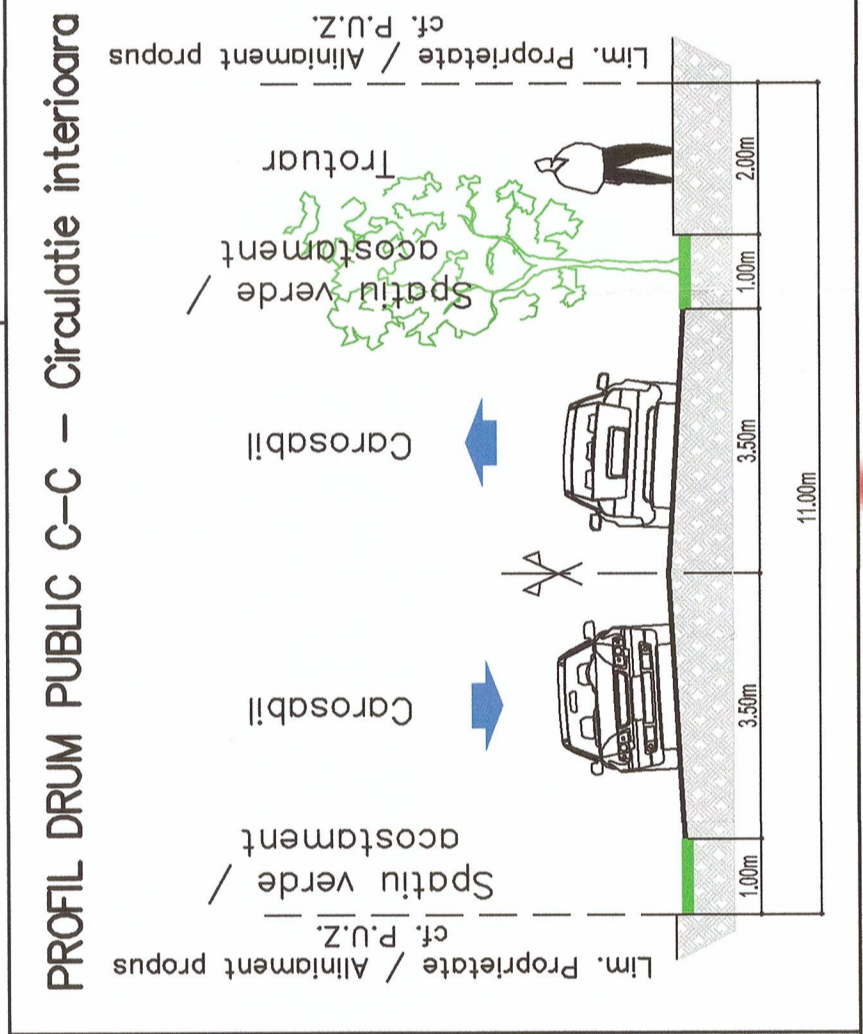 PROFIL DRUM PUBLIC C-C - Circulatie interioara
Lim. Proprietate / Aliniament propus
cf. P.U.Z.
Spatiu verde /
acostament
Carosabil
Carosabil
Spatiu verde /
acostament
Trotuar
Lim. Proprietate / Aliniament propus
cf. P.U.Z.
1.00m
3.50m
3.50m
1.00m
2.00m
11.00m